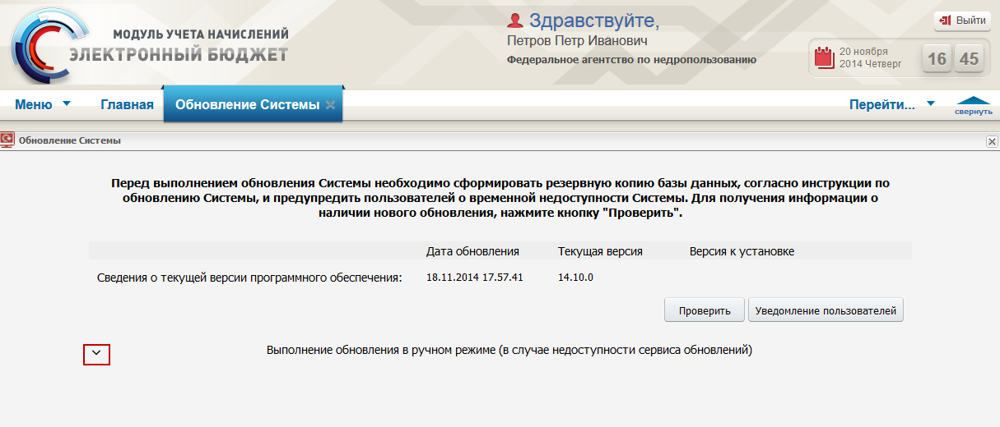 МОДУЛЬ УЧЕТА НАЧИСЛЕНИЙ
ЭЛЕКТРОННЫЙ БЮДЖЕТ
Здравствуйте,
Петров Петр Иванович
Федеральное агентство по недропользованию
Выйти
20 ноября
2014 Четверг
16 45
Меню
Главная
Обновление Системы
Перейти...
свернуть
Обновление Системы
Перед выполнением обновления Системы необходимо сформировать резервную копию базы данных, согласно инструкции по
обновлению Системы, и предупредить пользователей о временной недоступности Системы. Для получения информации о
наличии нового обновления, нажмите кнопку "Проверить".
Дата обновления Текущая версия Версия к установке
Сведения о текущей версии программного обеспечения: 18.11.2014 17.57.41 14.10.0
Проверить
Уведомление пользователей
Выполнение обновления в ручном режиме (в случае недоступности сервиса обновлений)